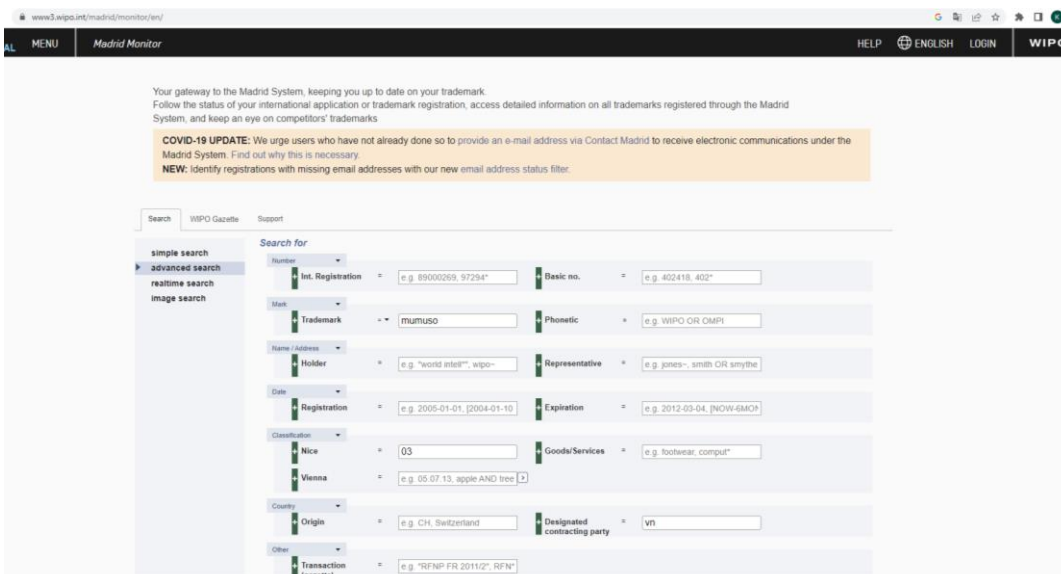 www3.wipo.int/madrid/monitor/en/
AL MENU Madrid Monitor HELP ENGLISH LOGIN WIPO
Your gateway to the Madrid System, keeping you up to date on your trademark.
Follow the status of your international application or trademark registration, access detailed information on all trademarks registered through the Madrid
System, and keep an eye on competitors' trademarks
COVID-19 UPDATE: We urge users who have not already done so to provide an e-mail address via Contact Madrid to receive electronic communications under the
Madrid System. Find out why this is necessary.
NEW: Identify registrations with missing email addresses with our new email address status filter.
Search WIPO Gazette Support
simple search
advanced search
realtime search
image search
Search for
Number
Int. Registration = e.g. 89000269, 97294* Basic no. = e.g. 402418, 402*
Mark
Trademark = mumuso Phonetic = e.g. WIPO OR OMPI
Name / Address
Holder = e.g. "world intell*", wipo~ Representative = e.g. jones~, smith OR smythe
Date
Registration = e.g. 2005-01-01, [2004-01-10 Expiration = e.g. 2012-03-04, [NOW-6MON
Classification
Nice = 03 Goods/Services = e.g. footwear, comput*
Vienna = e.g. 05.07.13, apple AND tree
Country
Origin = e.g. CH, Switzerland Designated = vn
contracting party
Other
Transaction = e.g. "RFNP FR 2011/2", RFN*